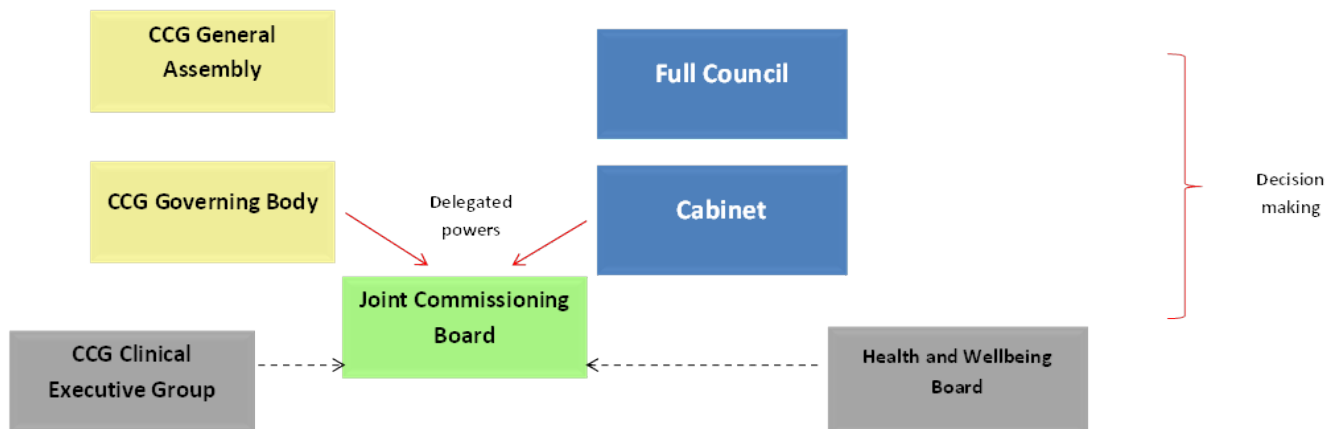 CCG General
Assembly
Full Council
CCG Governing Body
Delegated
powers
Cabinet
Decision
making
Joint Commissioning
Board
CCG Clinical
Executive Group
Health and Wellbeing
Board